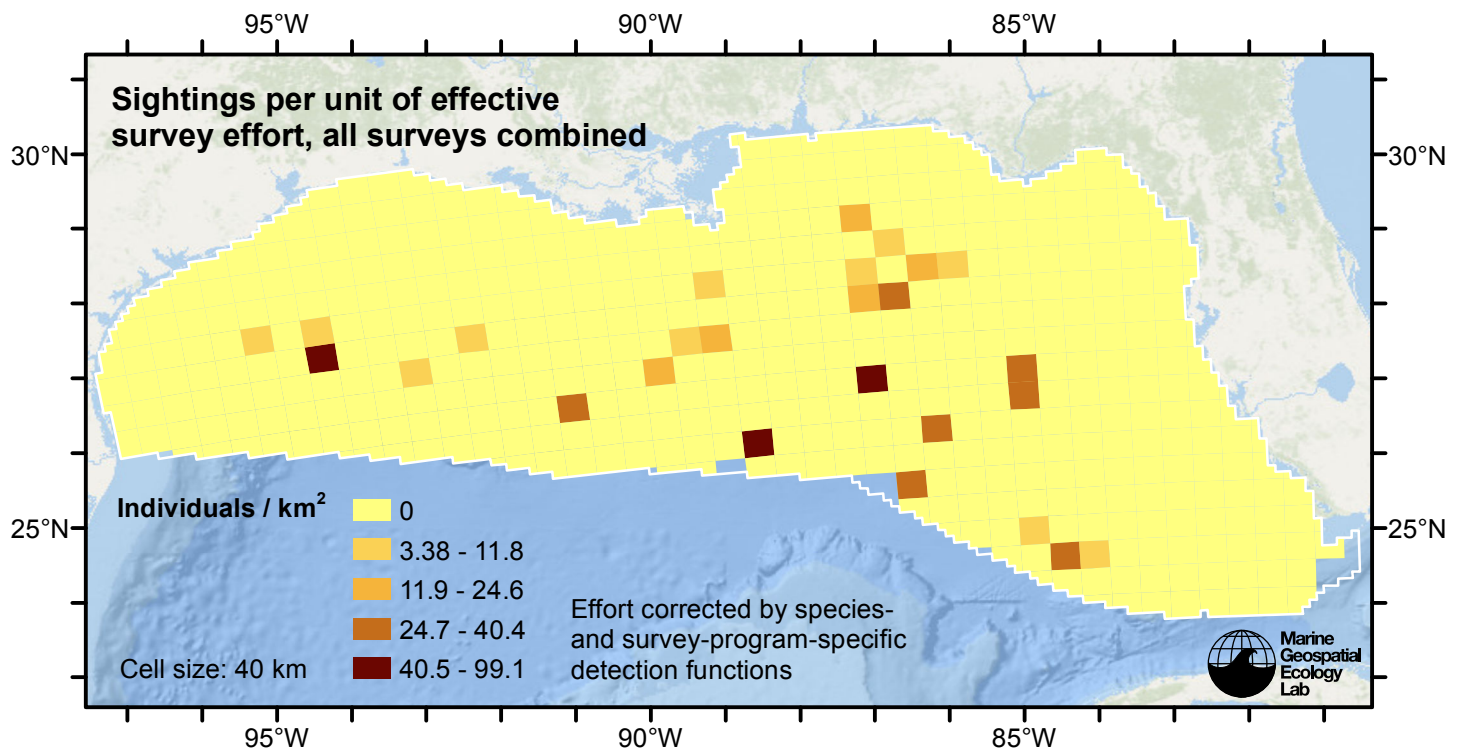 95°W 90°W 85°W
Sightings per unit of effective
survey effort, all surveys combined
30°N 30°N
Individuals / km²
0
3.38 - 11.8
11.9 - 24.6
24.7 - 40.4
40.5 - 99.1
25°N 25°N
Cell size: 40 km
Effort corrected by species-
and survey-program-specific
detection functions
Marine
Geospatial
Ecology
Lab
95°W 90°W 85°W